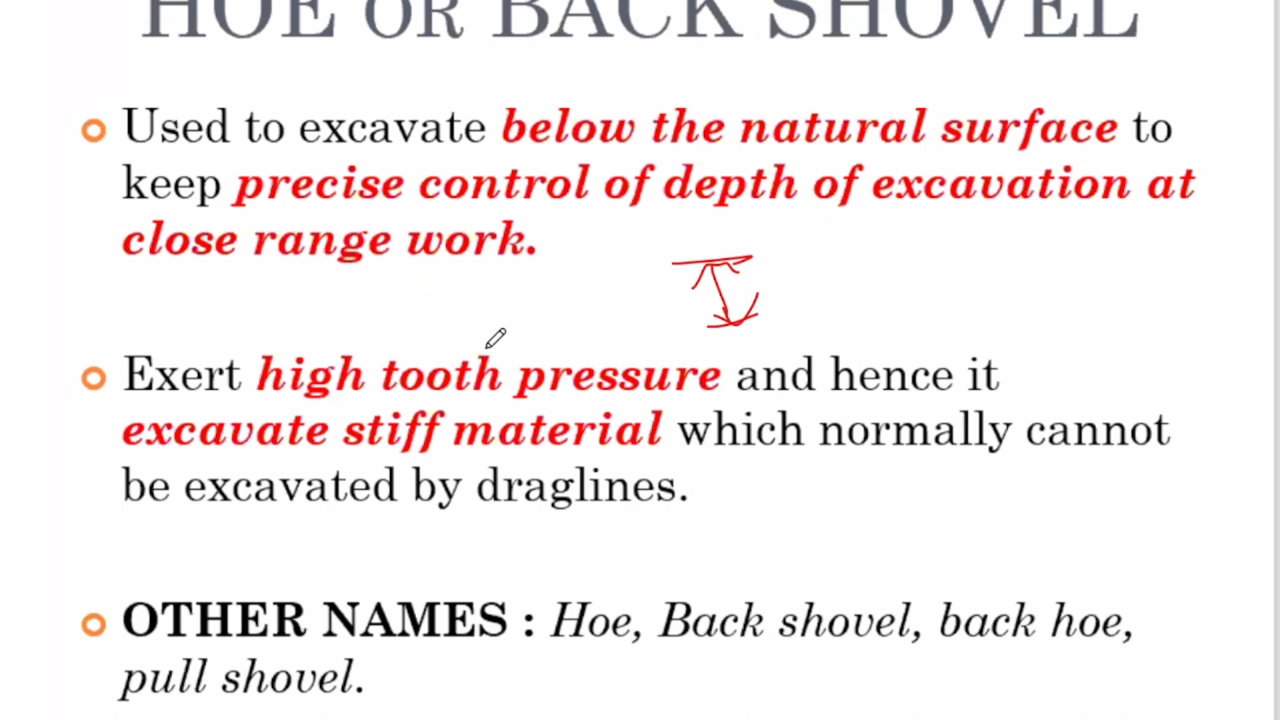 HOE OR BACK SHOVEL
Used to excavate below the natural surface to
keep precise control of depth of excavation at
close range work.
Exert high tooth pressure and hence it
excavate stiff material which normally cannot
be excavated by draglines.
OTHER NAMES : Hoe, Back shovel, back hoe,
pull shovel.